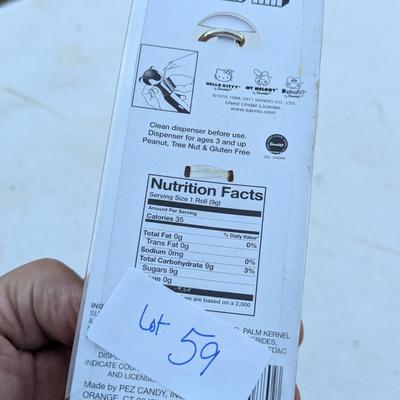 HELLO KITTY
MY MELODY
©1976, 1996, 2011 SANRIO CO., LTD.
Used Under License.
www.sanrio.com
Clean dispenser before use.
Dispenser for ages 3 and up
Peanut, Tree Nut & Gluten Free
Nutrition Facts
Serving Size 1 Roll (9g)
Amount Per Serving
Calories 35
% Daily Value*
Total Fat 0g 0%
Trans Fat 0g
Sodium 0mg 0%
Total Carbohydrate 9g 3%
Sugars 9g
0g
are based on a 2,000
Lot 59
PALM KERNEL
INDICATE
AND
Made by PEZ CANDY, INC
ORANGE, CT